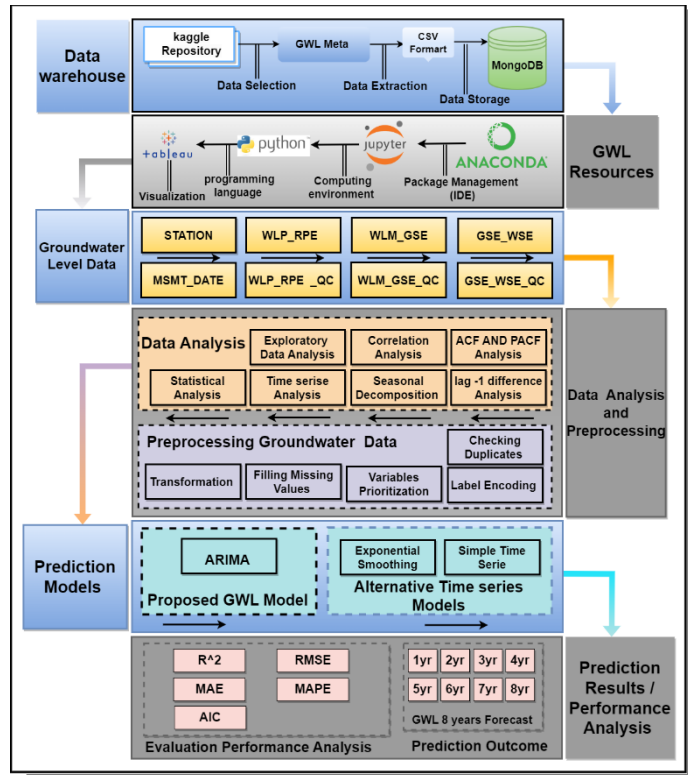 Data
warehouse
kaggle
Repository
GWL Meta
CSV
Formart
MongoDB
Data Selection
Data Extraction
Data Storage
tableau
python
jupyter
ANACONDA
Visualization
programming
language
Computing
environment
Package Management
(IDE)
GWL
Resources
Groundwater
Level Data
STATION
WLP_RPE
WLM_GSE
GSE_WSE
MSMT_DATE
WLP_RPE _QC
WLM_GSE_QC
GSE_WSE_QC
Data Analysis
Exploratory
Data Analysis
Correlation
Analysis
ACF AND PACF
Analysis
Statistical
Analysis
Time serise
Analysis
Seasonal
Decomposition
lag -1 difference
Analysis
Preprocessing Groundwater Data
Checking
Duplicates
Transformation
Filling Missing
Values
Variables
Prioritization
Label Encoding
Data Analysis
and
Preprocessing
Prediction
Models
ARIMA
Proposed GWL Model
Exponential
Smoothing
Simple Time
Serie
Alternative Time series
Models
R^2
RMSE
MAE
MAPE
AIC
Evaluation Performance Analysis
1yr 2yr 3yr 4yr
5yr 6yr 7yr 8yr
GWL 8 years Forecast
Prediction Outcome
Prediction
Results /
Performance
Analysis